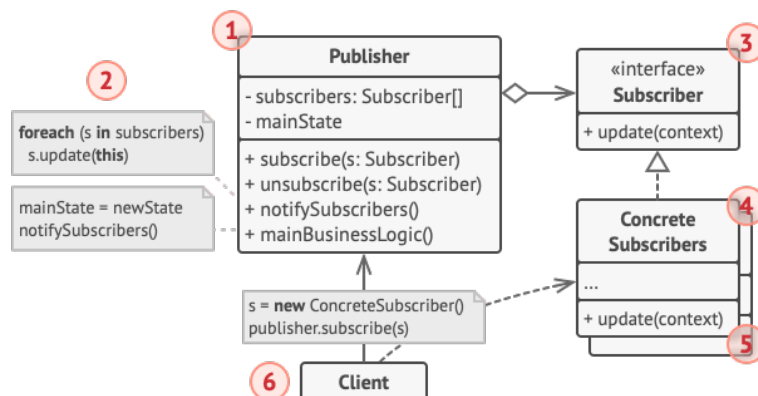 1
Publisher
- subscribers: Subscriber[]
- mainState
+ subscribe(s: Subscriber)
+ unsubscribe(s: Subscriber)
+ notifySubscribers()
+ mainBusinessLogic()
2
foreach (s in subscribers)
s.update(this)
mainState = newState
notifySubscribers()
3
«interface»
Subscriber
+ update(context)
4
Concrete
Subscribers
...
+ update(context)
5
s = new ConcreteSubscriber()
publisher.subscribe(s)
6
Client